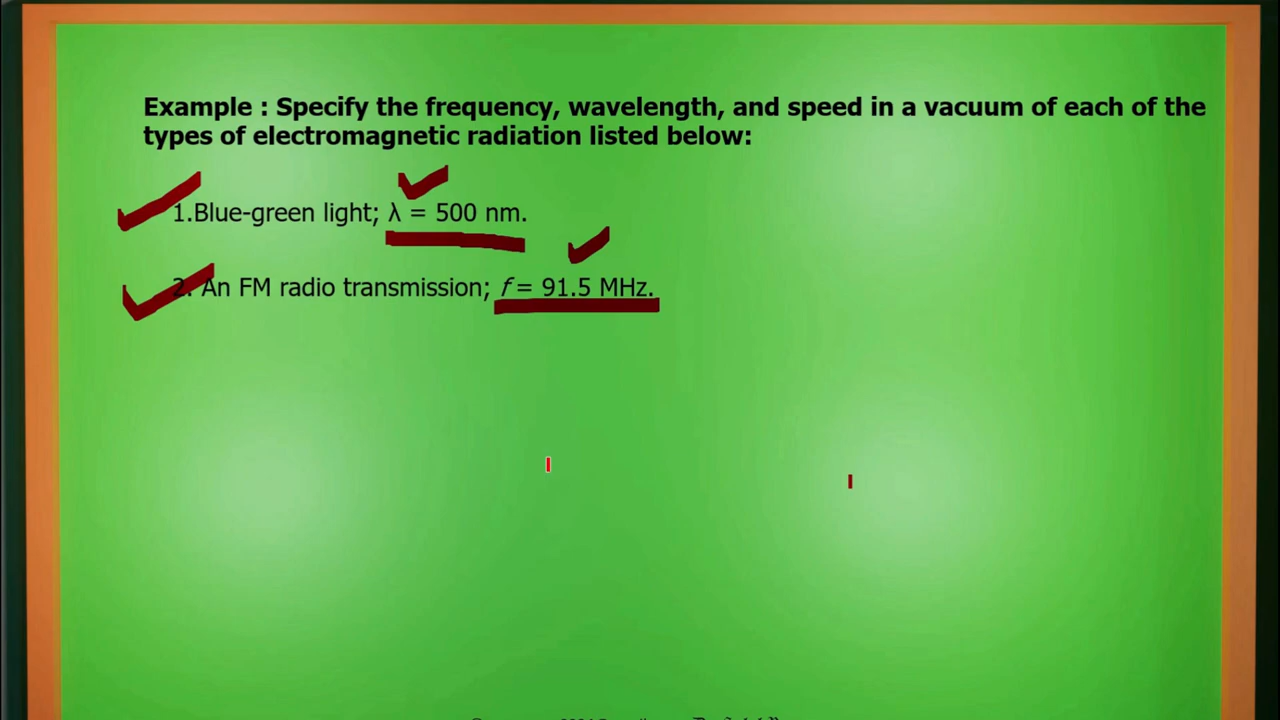 Example : Specify the frequency, wavelength, and speed in a vacuum of each of the
types of electromagnetic radiation listed below:
1.Blue-green light; λ = 500 nm.
2. An FM radio transmission; f = 91.5 MHz.